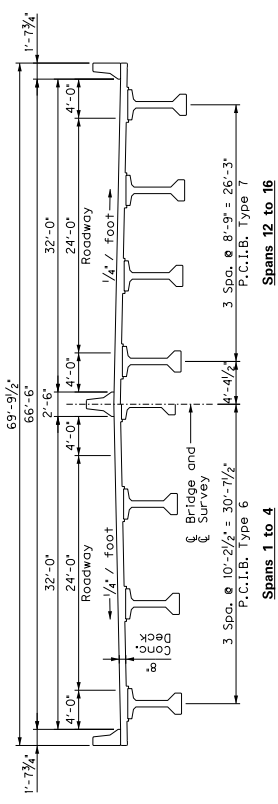 69'-9½"
66'-6"
1'-7¾"
32'-0"
2'-6"
32'-0"
1'-7¾"
4'-0"
24'-0"
4'-0"
4'-0"
24'-0"
4'-0"
Roadway
Roadway
¼" / foot
¼" / foot
8"
Conc.
Deck
℄ Bridge and
℄ Survey
4'-4½"
3 Spa. @ 10'-2½" = 30'-7½"
3 Spa. @ 8'-9" = 26'-3"
P.C.I.B. Type 6
P.C.I.B. Type 7
Spans 1 to 4
Spans 12 to 16